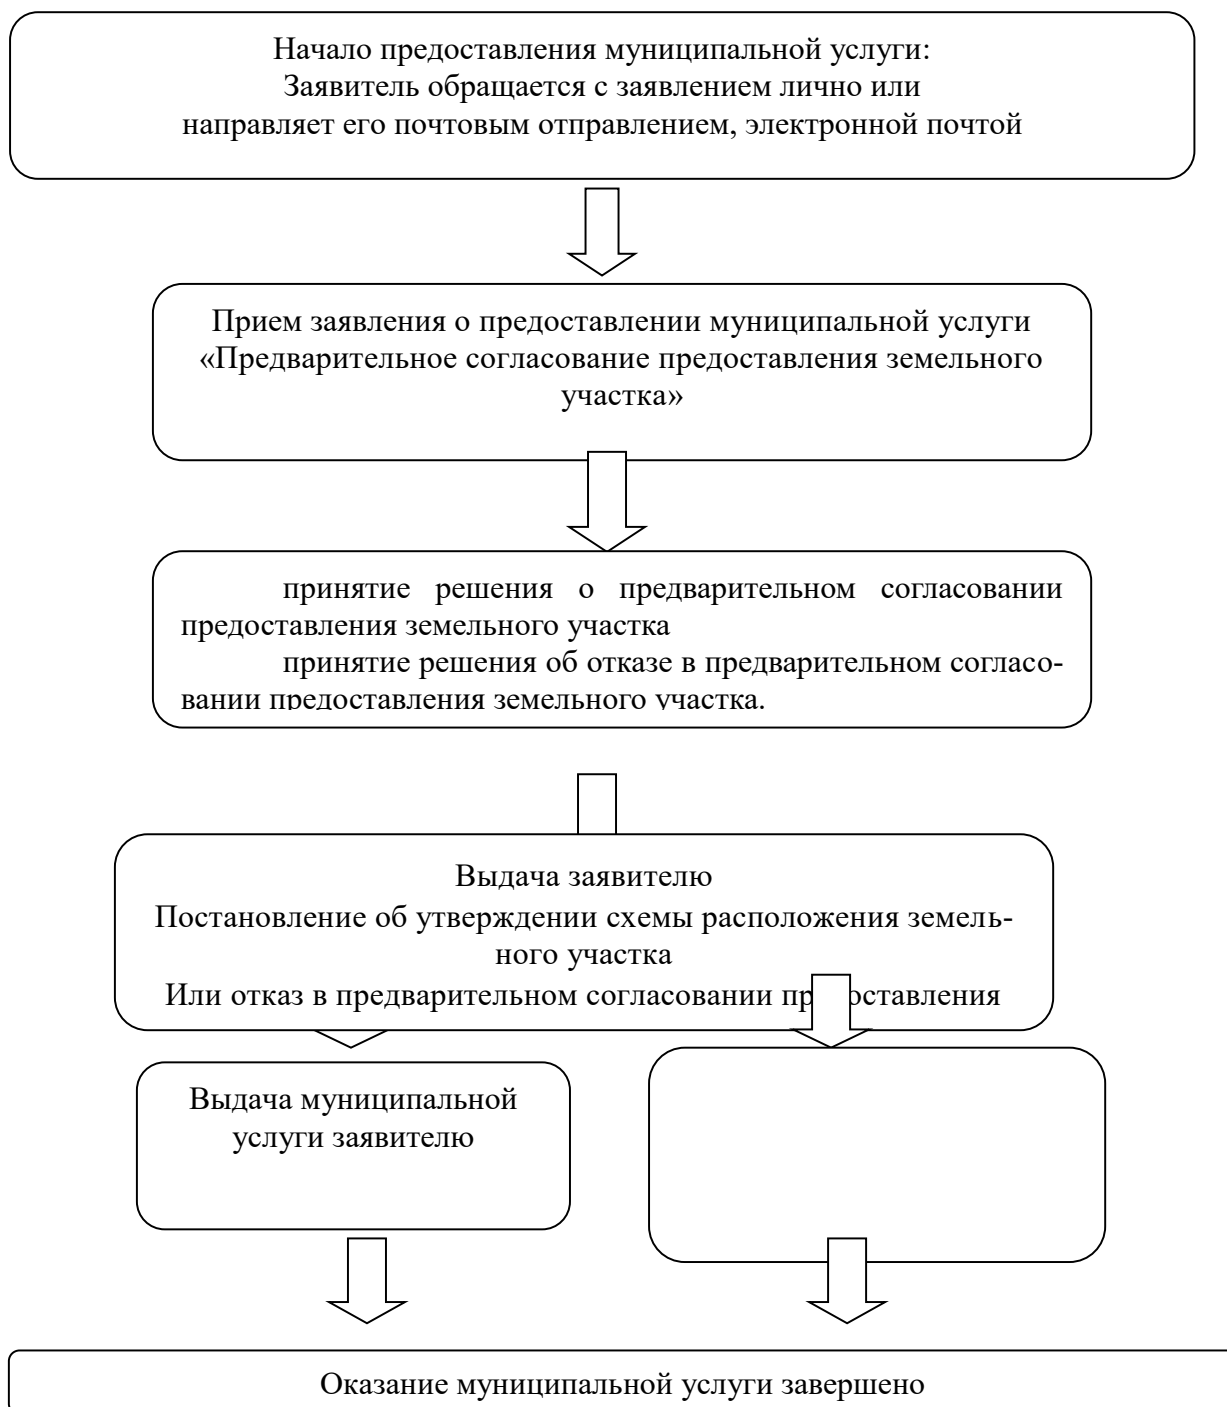 Начало предоставления муниципальной услуги:
Заявитель обращается с заявлением лично или
направляет его почтовым отправлением, электронной почтой
Прием заявления о предоставлении муниципальной услуги
«Предварительное согласование предоставления земельного
участка»
принятие решения о предварительном согласовании
предоставления земельного участка
принятие решения об отказе в предварительном согласо-
вании предоставления земельного участка.
Выдача заявителю
Постановление об утверждении схемы расположения земель-
ного участка
Или отказ в предварительном согласовании предоставления
Выдача муниципальной
услуги заявителю
Оказание муниципальной услуги завершено